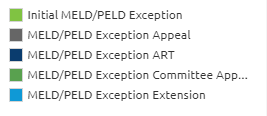 Initial MELD/PELD Exception
MELD/PELD Exception Appeal
MELD/PELD Exception ART
MELD/PELD Exception Committee App...
MELD/PELD Exception Extension